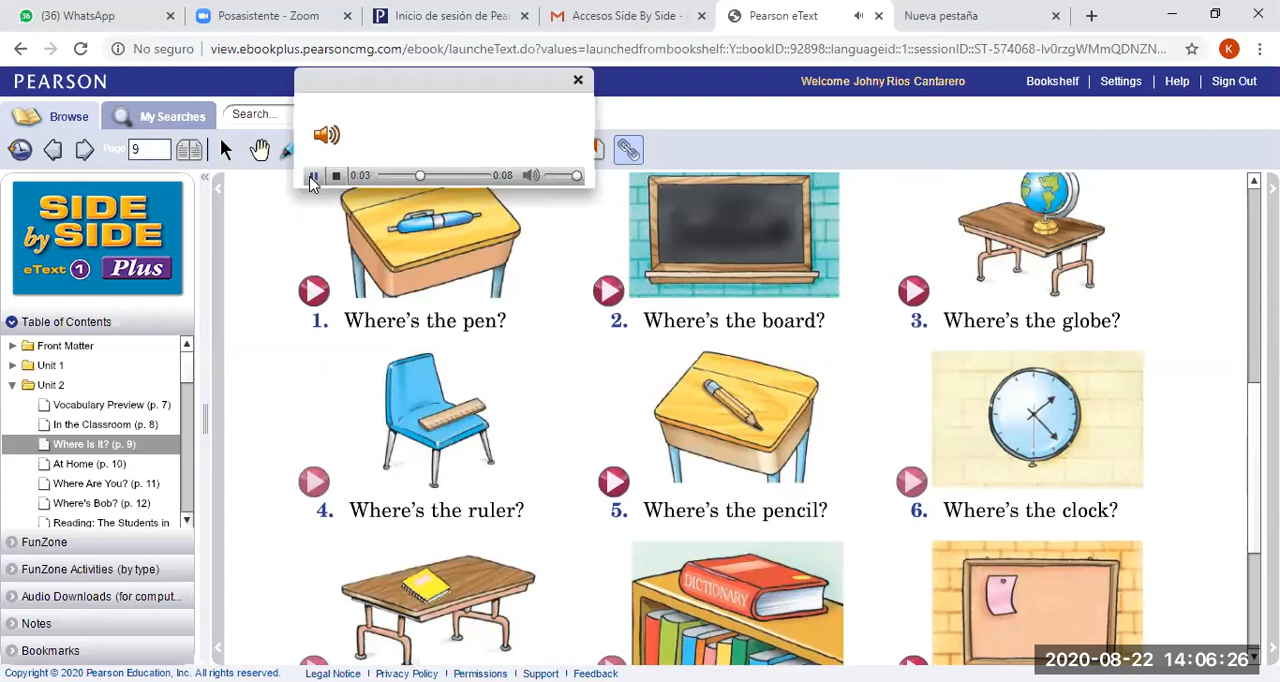 36 (36) WhatsApp
Posasistente - Zoom
P Inicio de sesión de Pea
Accesos Side By Side -
Pearson eText
Nueva pestaña
No seguro
view.ebookplus.pearsoncmg.com/ebook/launcheText.do?values=launchedfrombookshelf::Y::bookID::92898::languageid::1::sessionID::ST-574068-lv0rzgWMmQDNZN...
K
PEARSON
Welcome Johny Rios Cantarero
Bookshelf | Settings | Help | Sign Out
Browse
My Searches
Search...
Page 9
0:03
0:08
SIDE
by SIDE
eText 1 Plus
Table of Contents
Front Matter
Unit 1
Unit 2
Vocabulary Preview (p. 7)
In the Classroom (p. 8)
Where Is It? (p. 9)
At Home (p. 10)
Where Are You? (p. 11)
Where's Bob? (p. 12)
Reading: The Students in
FunZone
FunZone Activities (by type)
Audio Downloads (for comput...
Notes
Bookmarks
1. Where's the pen?
2. Where's the board?
3. Where's the globe?
4. Where's the ruler?
5. Where's the pencil?
6. Where's the clock?
DICTIONARY
2020-08-22 14:06:26
Copyright © 2020 Pearson Education, Inc. All rights reserved.
Legal Notice | Privacy Policy | Permissions | Support | Feedback